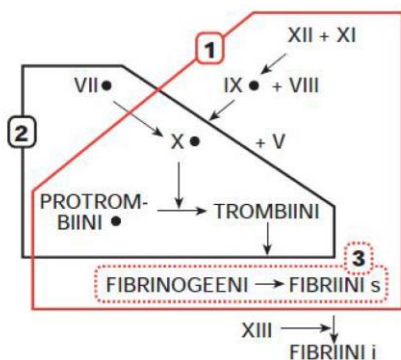 XII + XI
1
VII● IX ● + VIII
2
X ● + V
PROTROM-
BIINI ● TROMBIINI
3
FIBRINOGEENI FIBRIINI s
XIII
FIBRIINI i